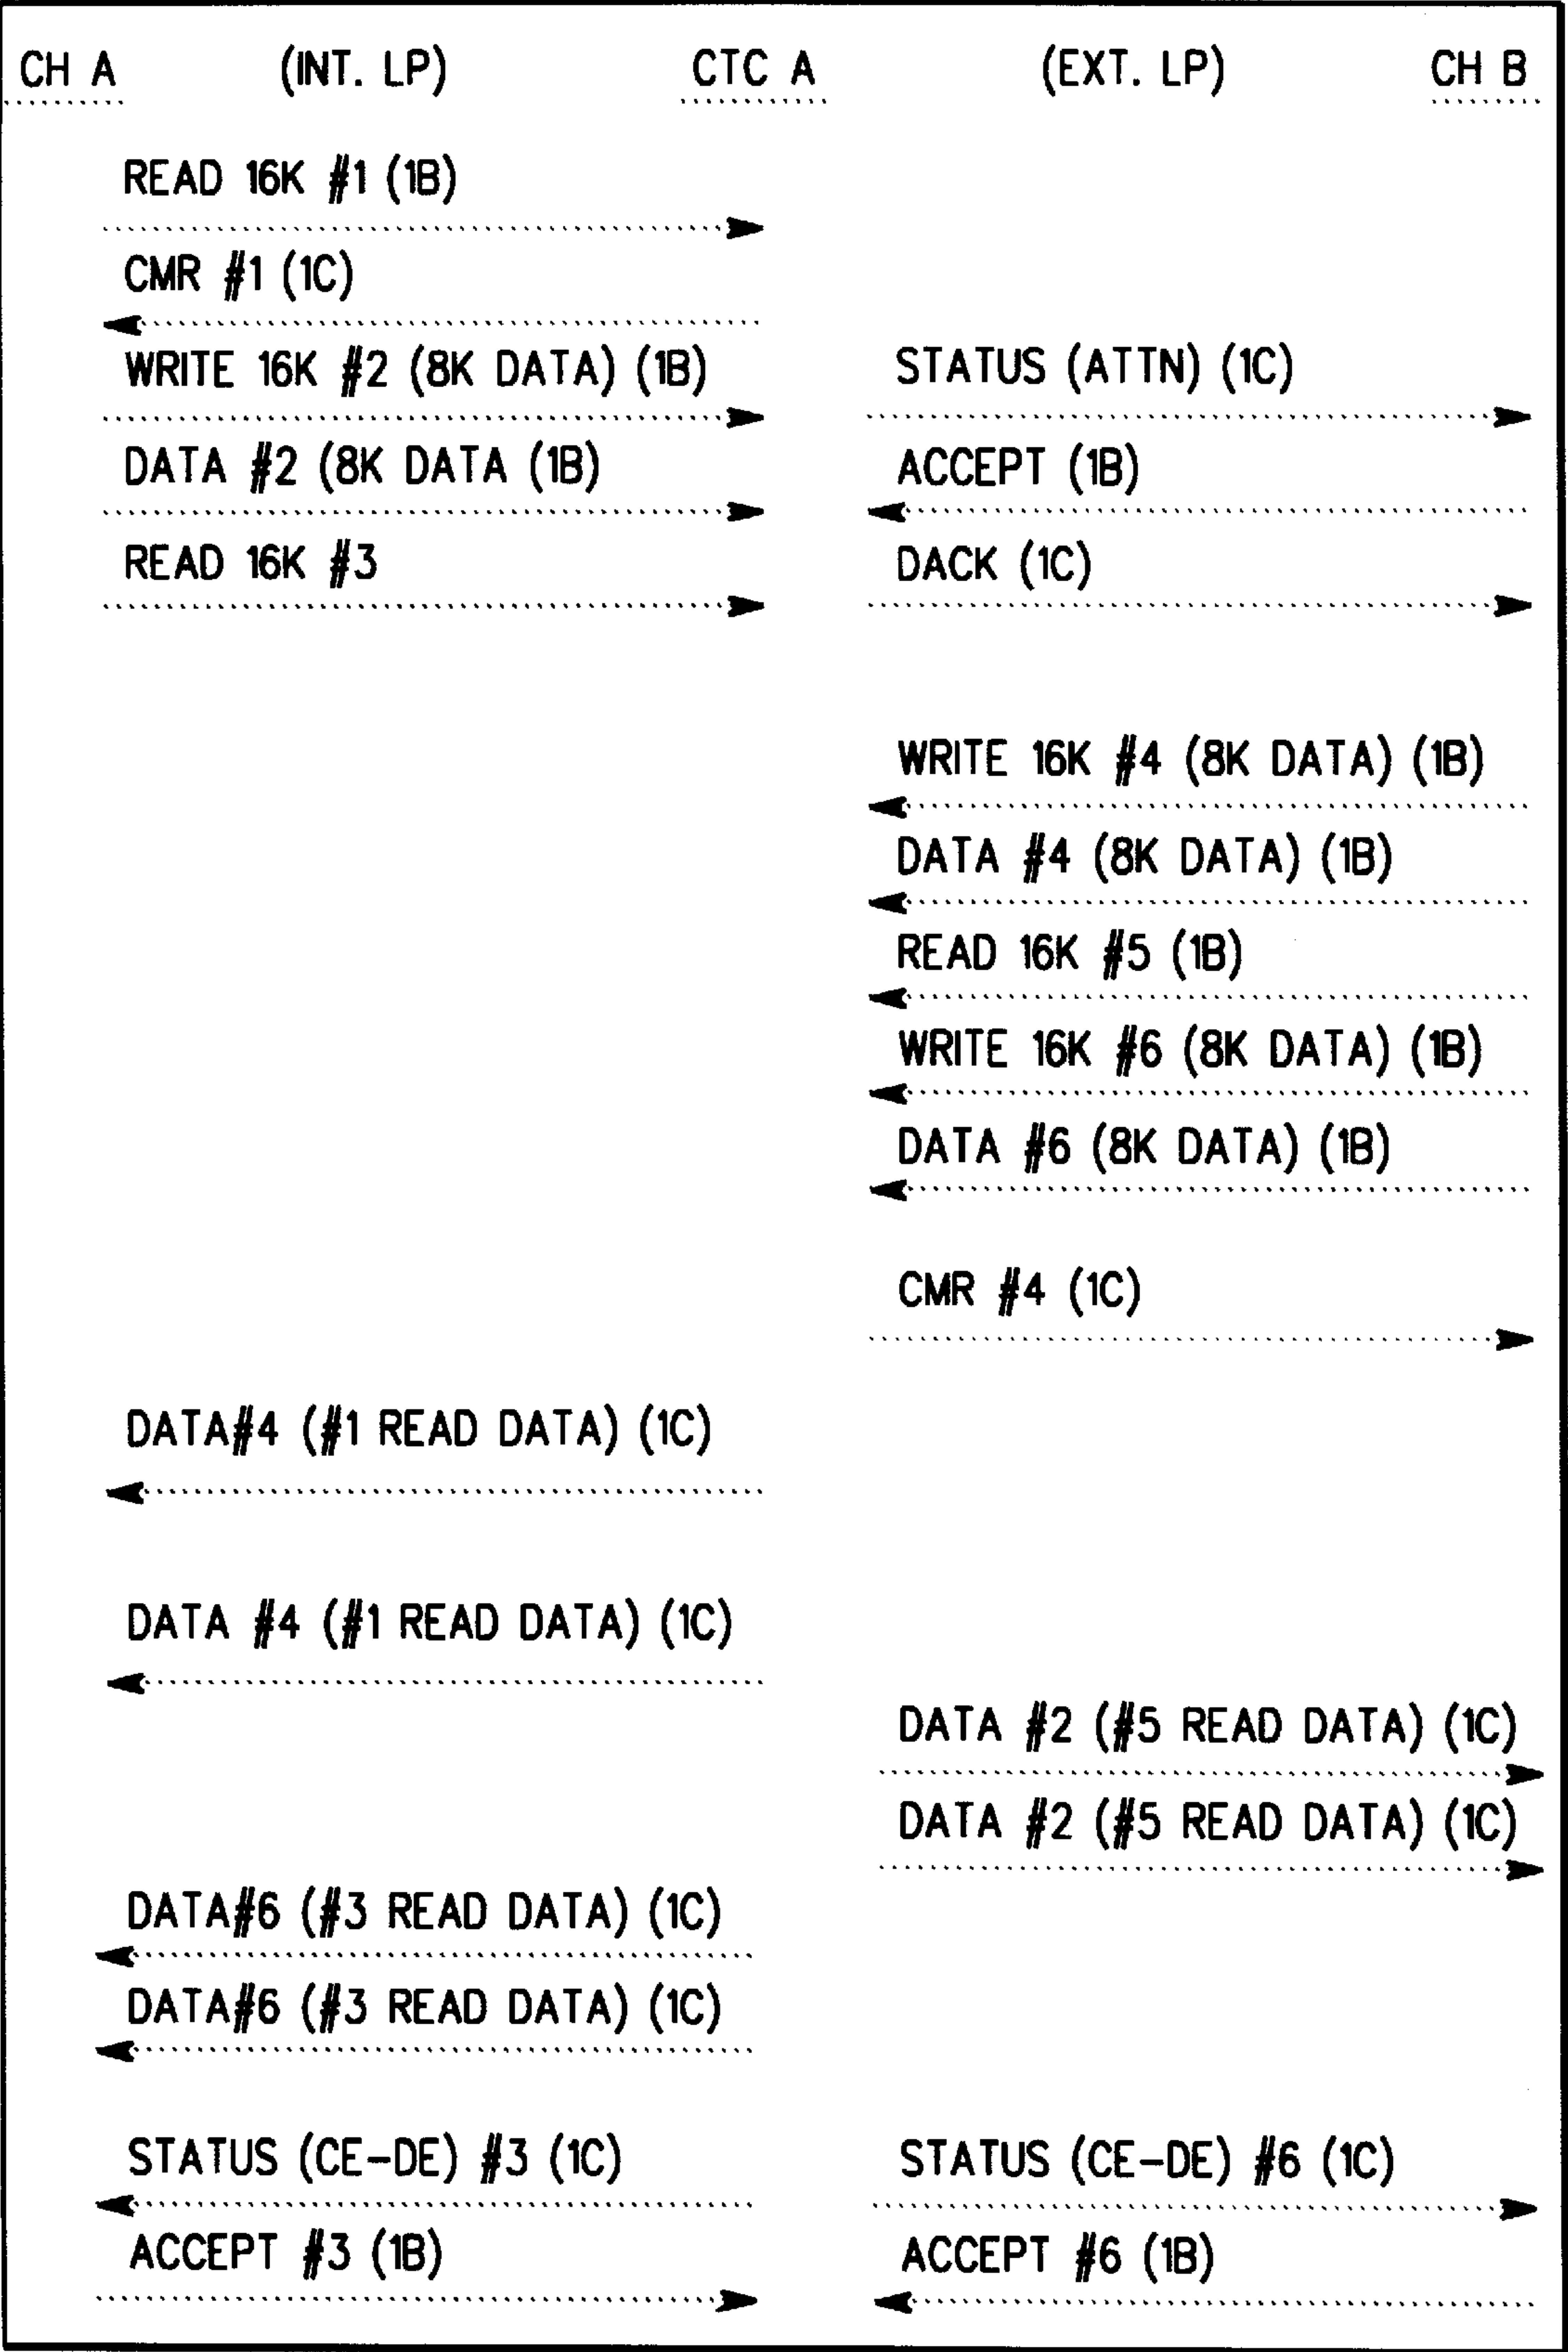 CH A (INT. LP) CTC A (EXT. LP) CH B
READ 16K #1 (1B)
CMR #1 (1C)
WRITE 16K #2 (8K DATA) (1B) STATUS (ATTN) (1C)
DATA #2 (8K DATA (1B) ACCEPT (1B)
READ 16K #3 DACK (1C)
WRITE 16K #4 (8K DATA) (1B)
DATA #4 (8K DATA) (1B)
READ 16K #5 (1B)
WRITE 16K #6 (8K DATA) (1B)
DATA #6 (8K DATA) (1B)
CMR #4 (1C)
DATA#4 (#1 READ DATA) (1C)
DATA #4 (#1 READ DATA) (1C)
DATA #2 (#5 READ DATA) (1C)
DATA #2 (#5 READ DATA) (1C)
DATA#6 (#3 READ DATA) (1C)
DATA#6 (#3 READ DATA) (1C)
STATUS (CE-DE) #3 (1C) STATUS (CE-DE) #6 (1C)
ACCEPT #3 (1B) ACCEPT #6 (1B)